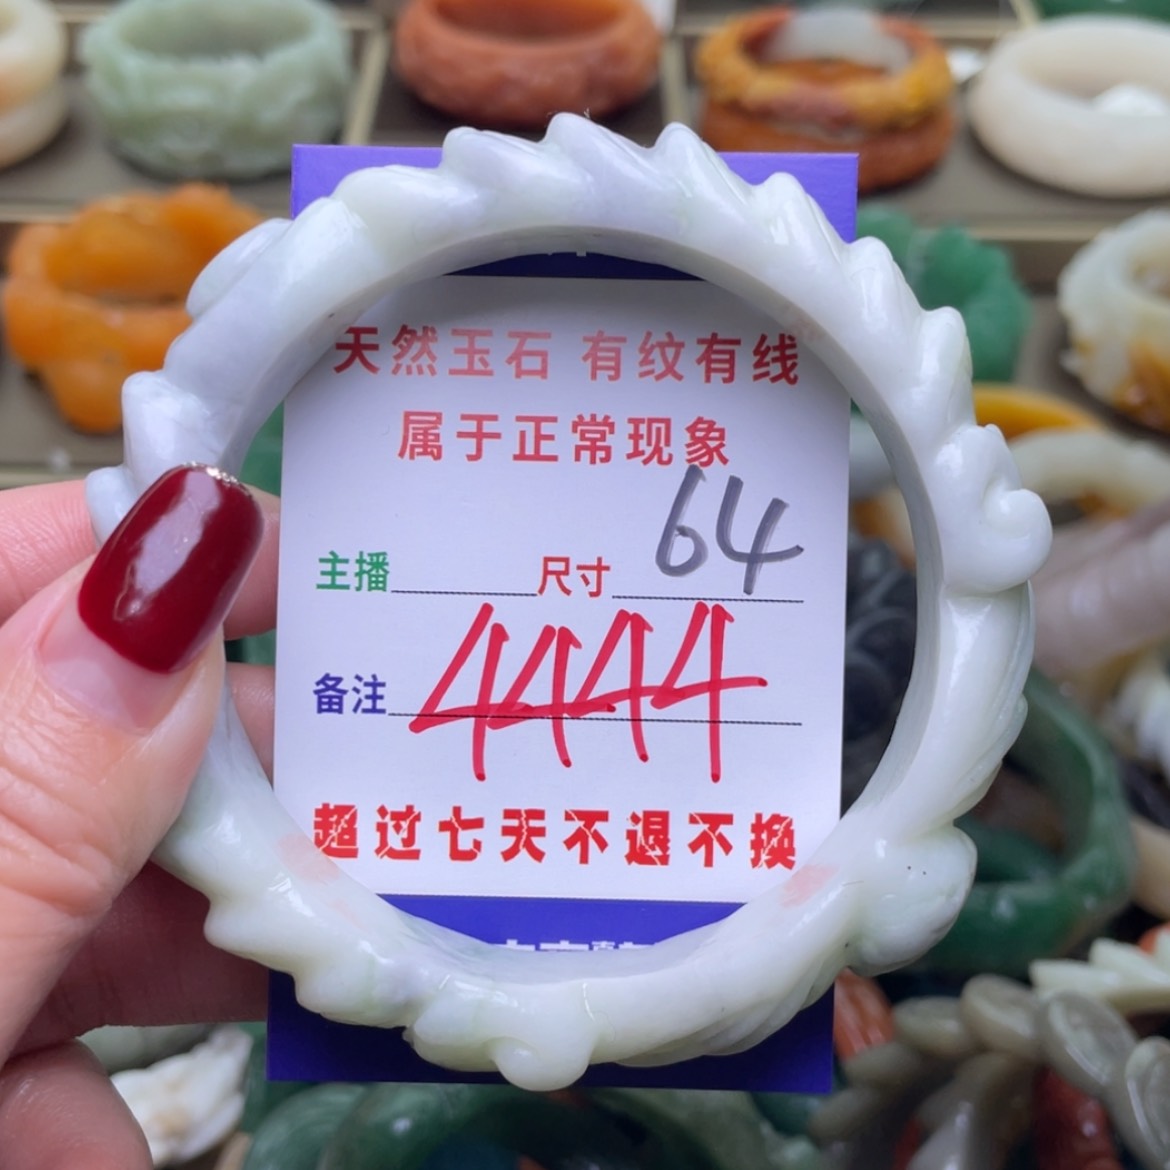 天然玉石 有纹有线
属于正常现象
主播 尺寸 64
备注 4444
超过七天不退不换